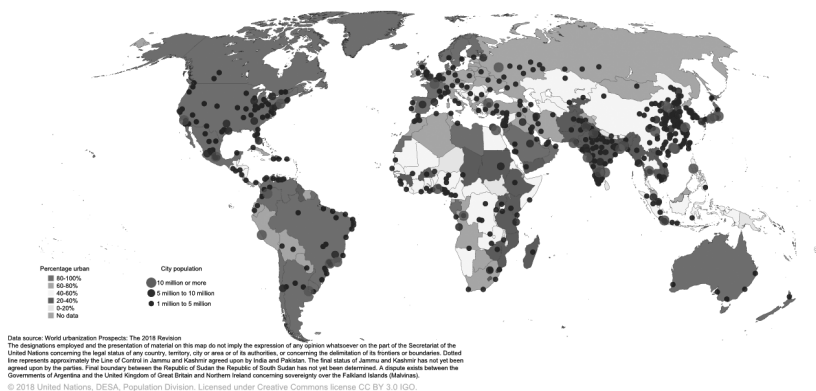 Percentage urban
80-100%
60-80%
40-60%
20-40%
0-20%
No data
City population
10 million or more
5 million to 10 million
1 million to 5 million
Data source: World urbanization Prospects: The 2018 Revision
The designations employed and the presentation of material on this map do not imply the expression of any opinion whatsoever on the part of the Secretariat of the
United Nations concerning the legal status of any country, territory, city or area or of its authorities, or concerning the delimitation of its frontiers or boundaries. Dotted
line represents approximately the Line of Control in Jammu and Kashmir agreed upon by India and Pakistan. The final status of Jammu and Kashmir has not yet been
agreed upon by the parties. Final boundary between the Republic of Sudan the Republic of South Sudan has not yet been determined. A dispute exists between the
Governments of Argentina and the United Kingdom of Great Britain and Northern Ireland concerning sovereignty over the Falkland Islands (Malvinas).
© 2018 United Nations, DESA, Population Division. Licensed under Creative Commons license CC BY 3.0 IGO.